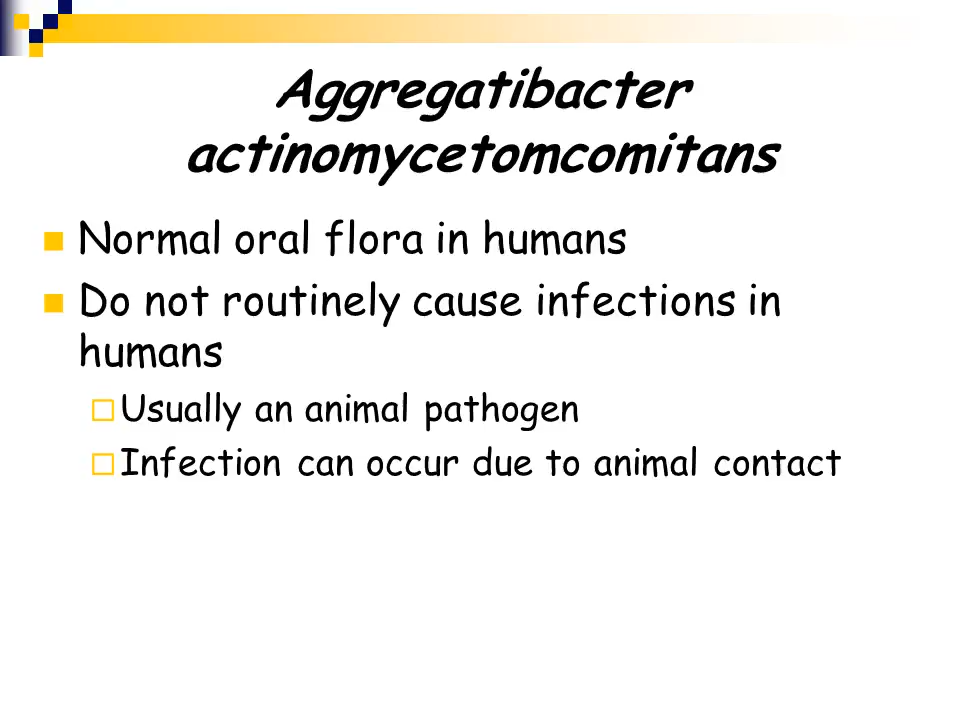 Aggregatibacter
actinomycetomcomitans
Normal oral flora in humans
Do not routinely cause infections in
humans
Usually an animal pathogen
Infection can occur due to animal contact